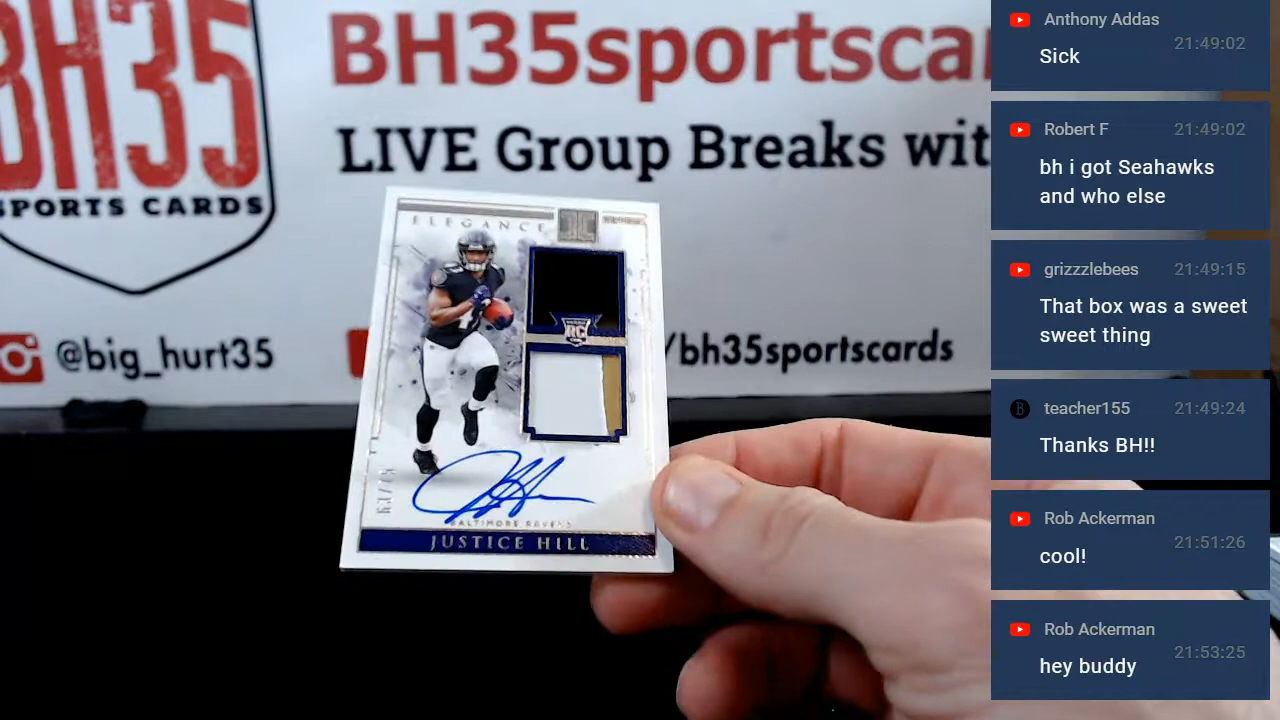 BH35
SPORTS CARDS
BH35sportsca
LIVE Group Breaks wit
@big_hurt35
/bh35sportscards
ELEGANCE
RC
63/75
BALTIMORE RAVENS
JUSTICE HILL
Anthony Addas
21:49:02
Sick
Robert F
21:49:02
bh i got Seahawks
and who else
grizzzlebees
21:49:15
That box was a sweet
sweet thing
teacher155
21:49:24
Thanks BH!!
Rob Ackerman
21:51:26
cool!
Rob Ackerman
21:53:25
hey buddy